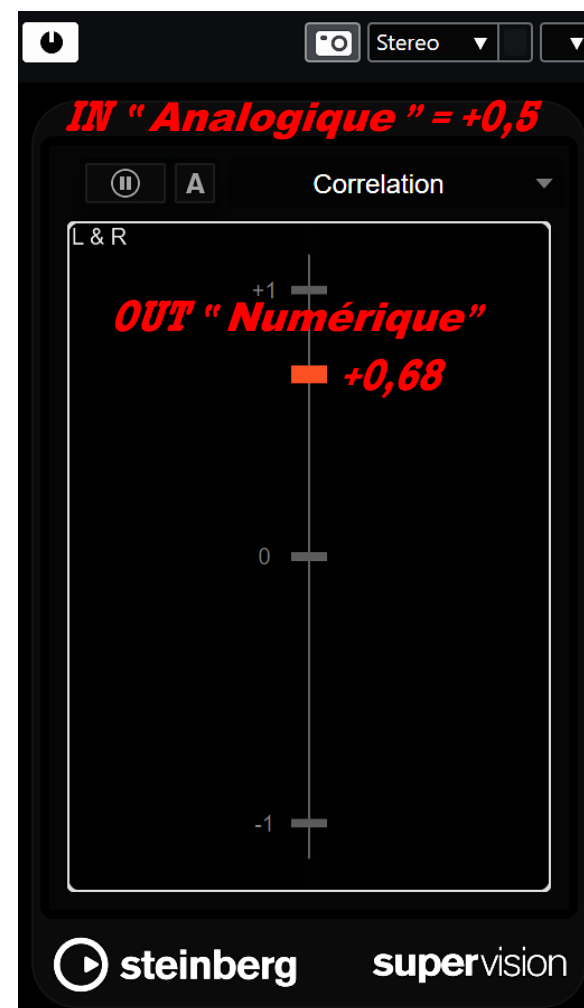 Stereo
IN “ Analogique ” = +0,5
A Correlation
L & R
+1
OUT “ Numérique”
+0,68
0
-1
steinberg supervision